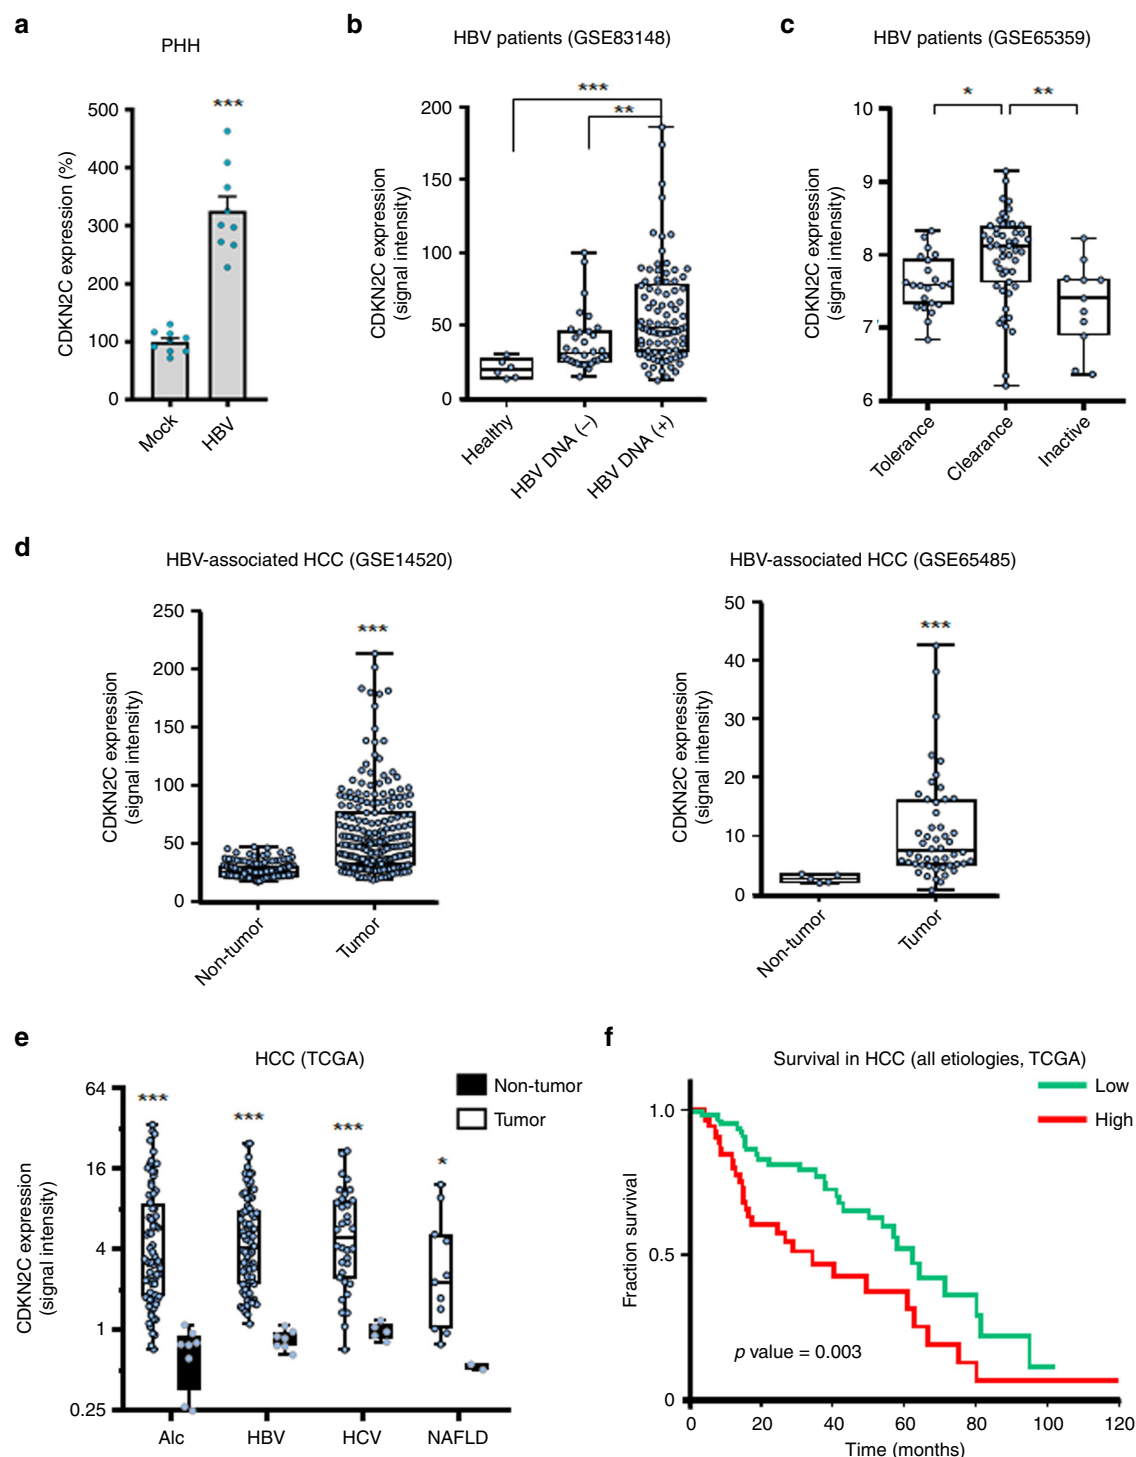 a
PHH
CDKN2C expression (%)
500
400
300
200
100
0
***
Mock
HBV
b
HBV patients (GSE83148)
CDKN2C expression
(signal intensity)
200
150
100
50
0
***
**
Healthy
HBV DNA (–)
HBV DNA (+)
c
HBV patients (GSE65359)
CDKN2C expression
(signal intensity)
10
9
8
7
6
*
**
Tolerance
Clearance
Inactive
d
HBV-associated HCC (GSE14520)
CDKN2C expression
(signal intensity)
250
200
150
100
50
0
***
Non-tumor
Tumor
HBV-associated HCC (GSE65485)
CDKN2C expression
(signal intensity)
50
40
30
20
10
0
***
Non-tumor
Tumor
e
HCC (TCGA)
Non-tumor
Tumor
CDKN2C expression
(signal intensity)
64
16
4
1
0.25
***
***
***
*
Alc
HBV
HCV
NAFLD
f
Survival in HCC (all etiologies, TCGA)
Low
High
Fraction survival
1.0
0.5
0
p value = 0.003
0
20
40
60
80
100
120
Time (months)